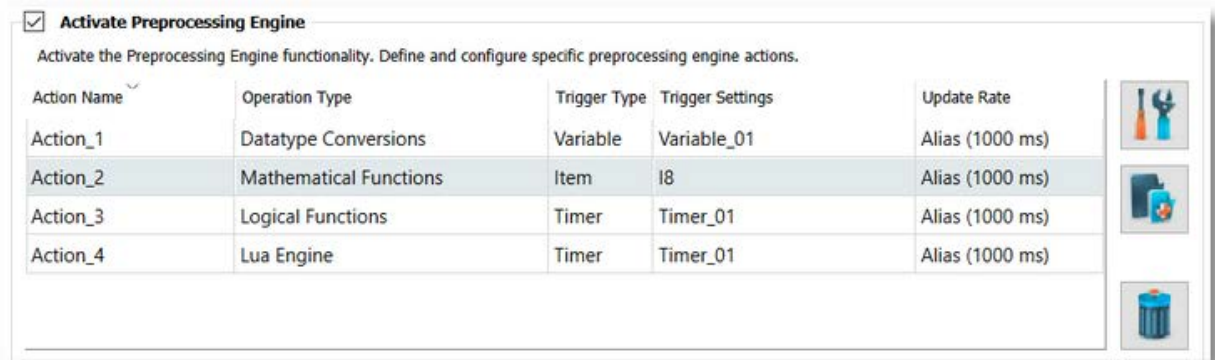 Activate Preprocessing Engine
Activate the Preprocessing Engine functionality. Define and configure specific preprocessing engine actions.
Action Name Operation Type Trigger Type Trigger Settings Update Rate
Action_1 Datatype Conversions Variable Variable_01 Alias (1000 ms)
Action_2 Mathematical Functions Item I8 Alias (1000 ms)
Action_3 Logical Functions Timer Timer_01 Alias (1000 ms)
Action_4 Lua Engine Timer Timer_01 Alias (1000 ms)